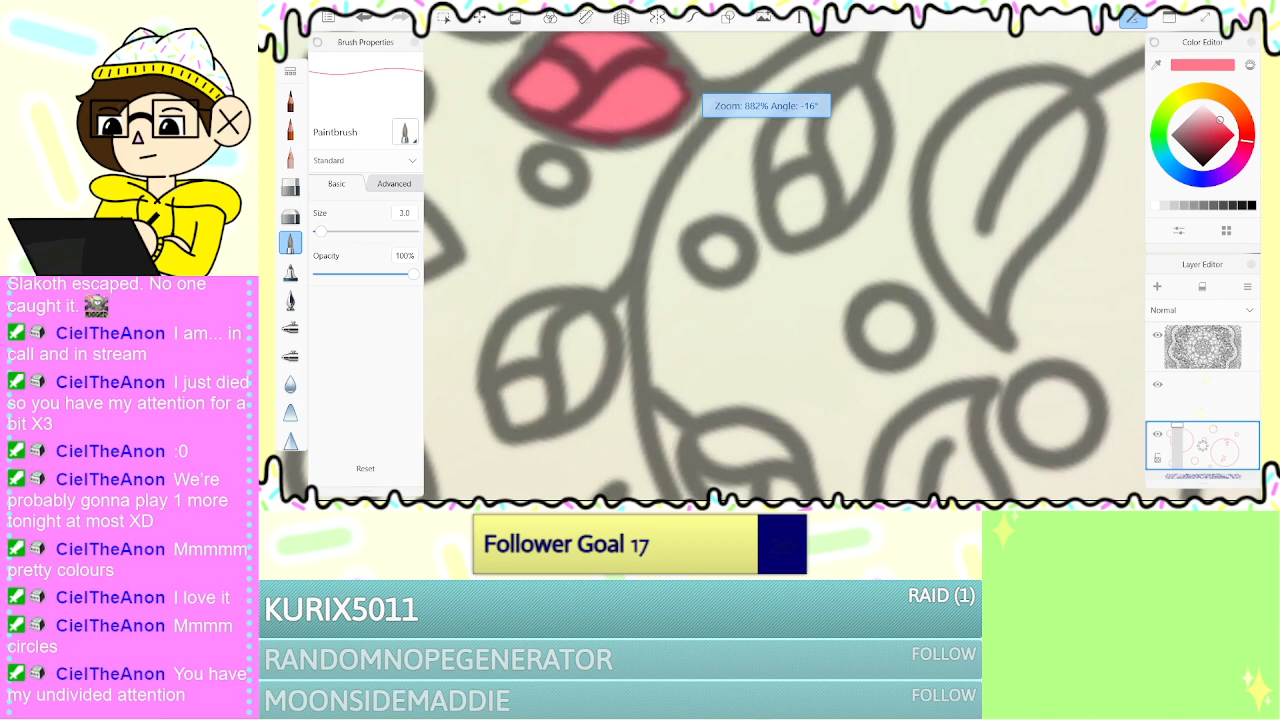 Brush Properties
Paintbrush
Standard
Basic
Advanced
Size
3.0
Opacity
100%
Reset
Zoom: 882% Angle: -16°
Color Editor
Layer Editor
Normal
Slakoth escaped. No one
caught it.
CielTheAnon I am... in
call and in stream
CielTheAnon I just died
so you have my attention for a
bit X3
CielTheAnon :0
CielTheAnon We're
probably gonna play 1 more
tonight at most XD
CielTheAnon Mmmmm
pretty colours
CielTheAnon I love it
CielTheAnon Mmmm
circles
CielTheAnon You have
my undivided attention
Follower Goal 17
KURIX5011
RAID (1)
RANDOMNOPEGENERATOR
FOLLOW
MOONSIDEMADDIE
FOLLOW